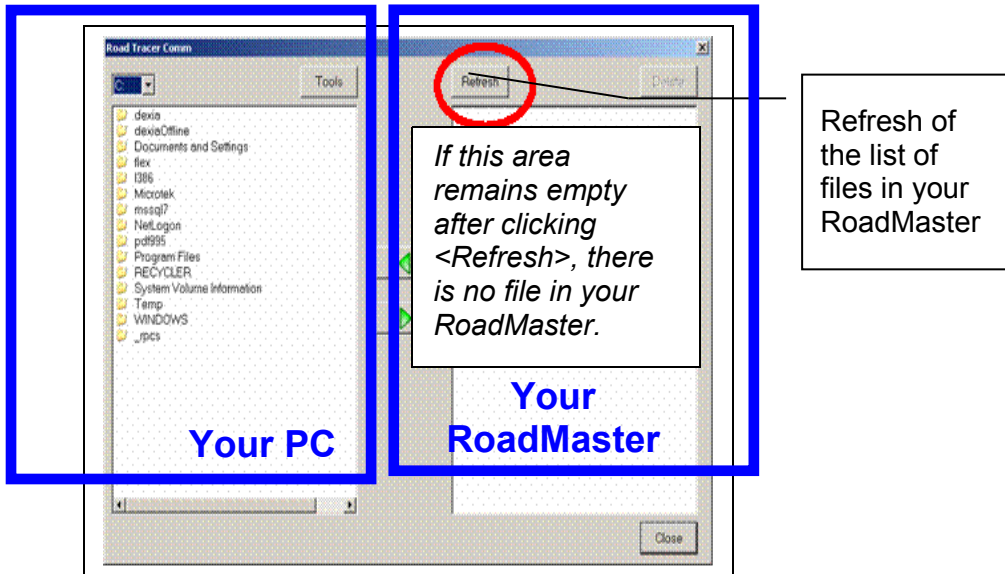 Road Tracer Comm
C:
Tools
Refresh
Delete
dexia
dexiaOffline
Documents and Settings
flex
I386
Microtek
mssql7
NetLogon
pdf995
Program Files
RECYCLER
System Volume Information
Temp
WINDOWS
_rpcs
If this area
remains empty
after clicking
<Refresh>, there
is no file in your
RoadMaster.
Your PC
Your
RoadMaster
Close
Refresh of
the list of
files in your
RoadMaster